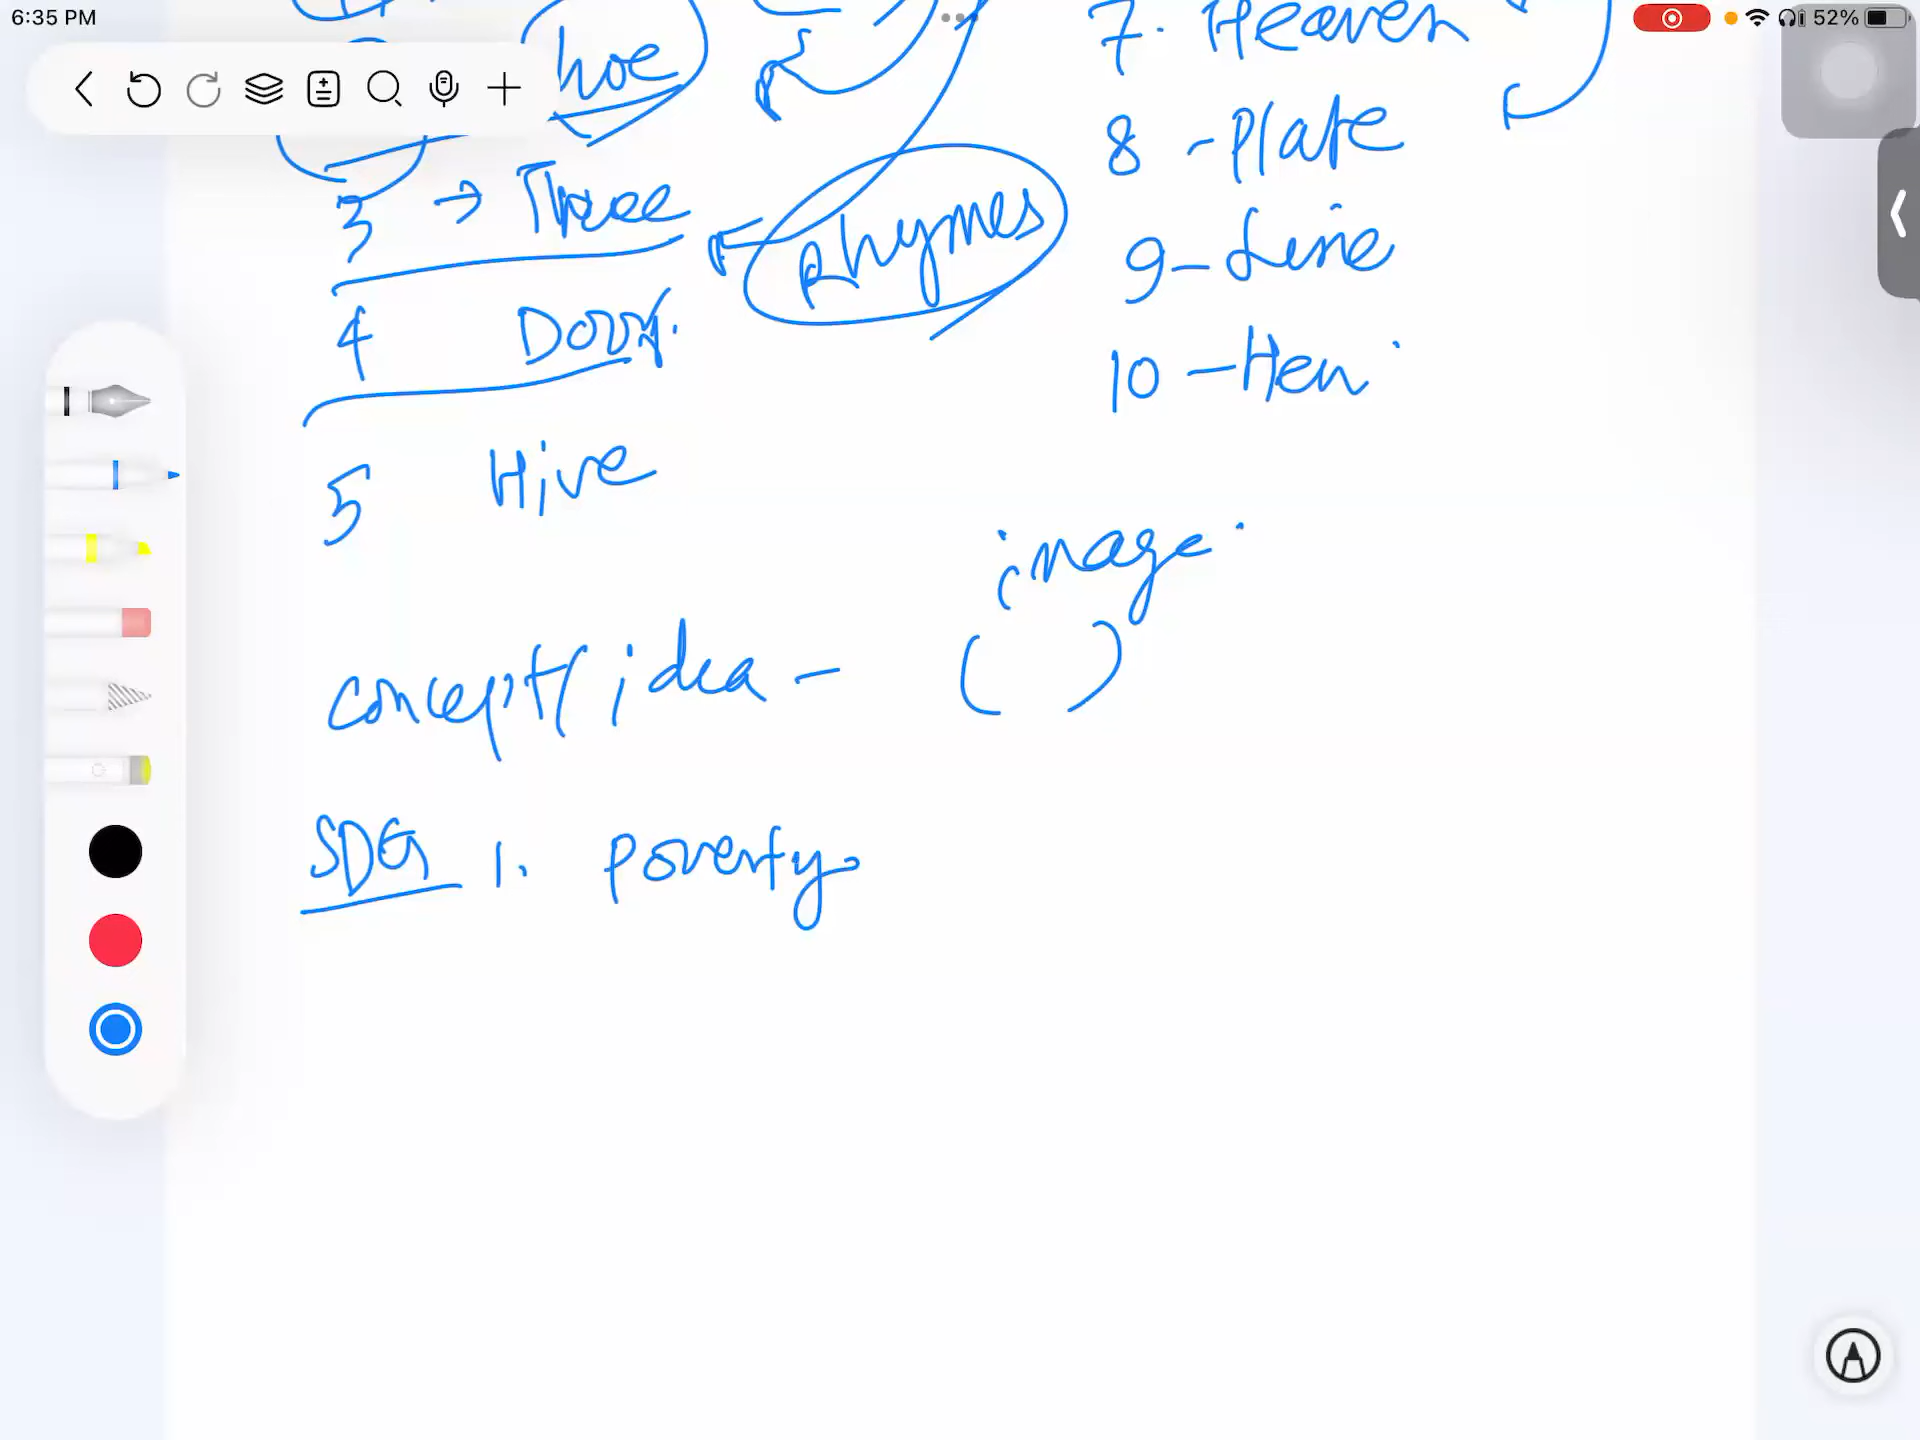 6:35 PM
52%
hoe
3 → Three
4 Door.
5 Hive
Rhymes
7. Heaven
8 - Plate
9 - Line
10 - Hen
image
concept/idea - ( )
SDG 1. Poverty